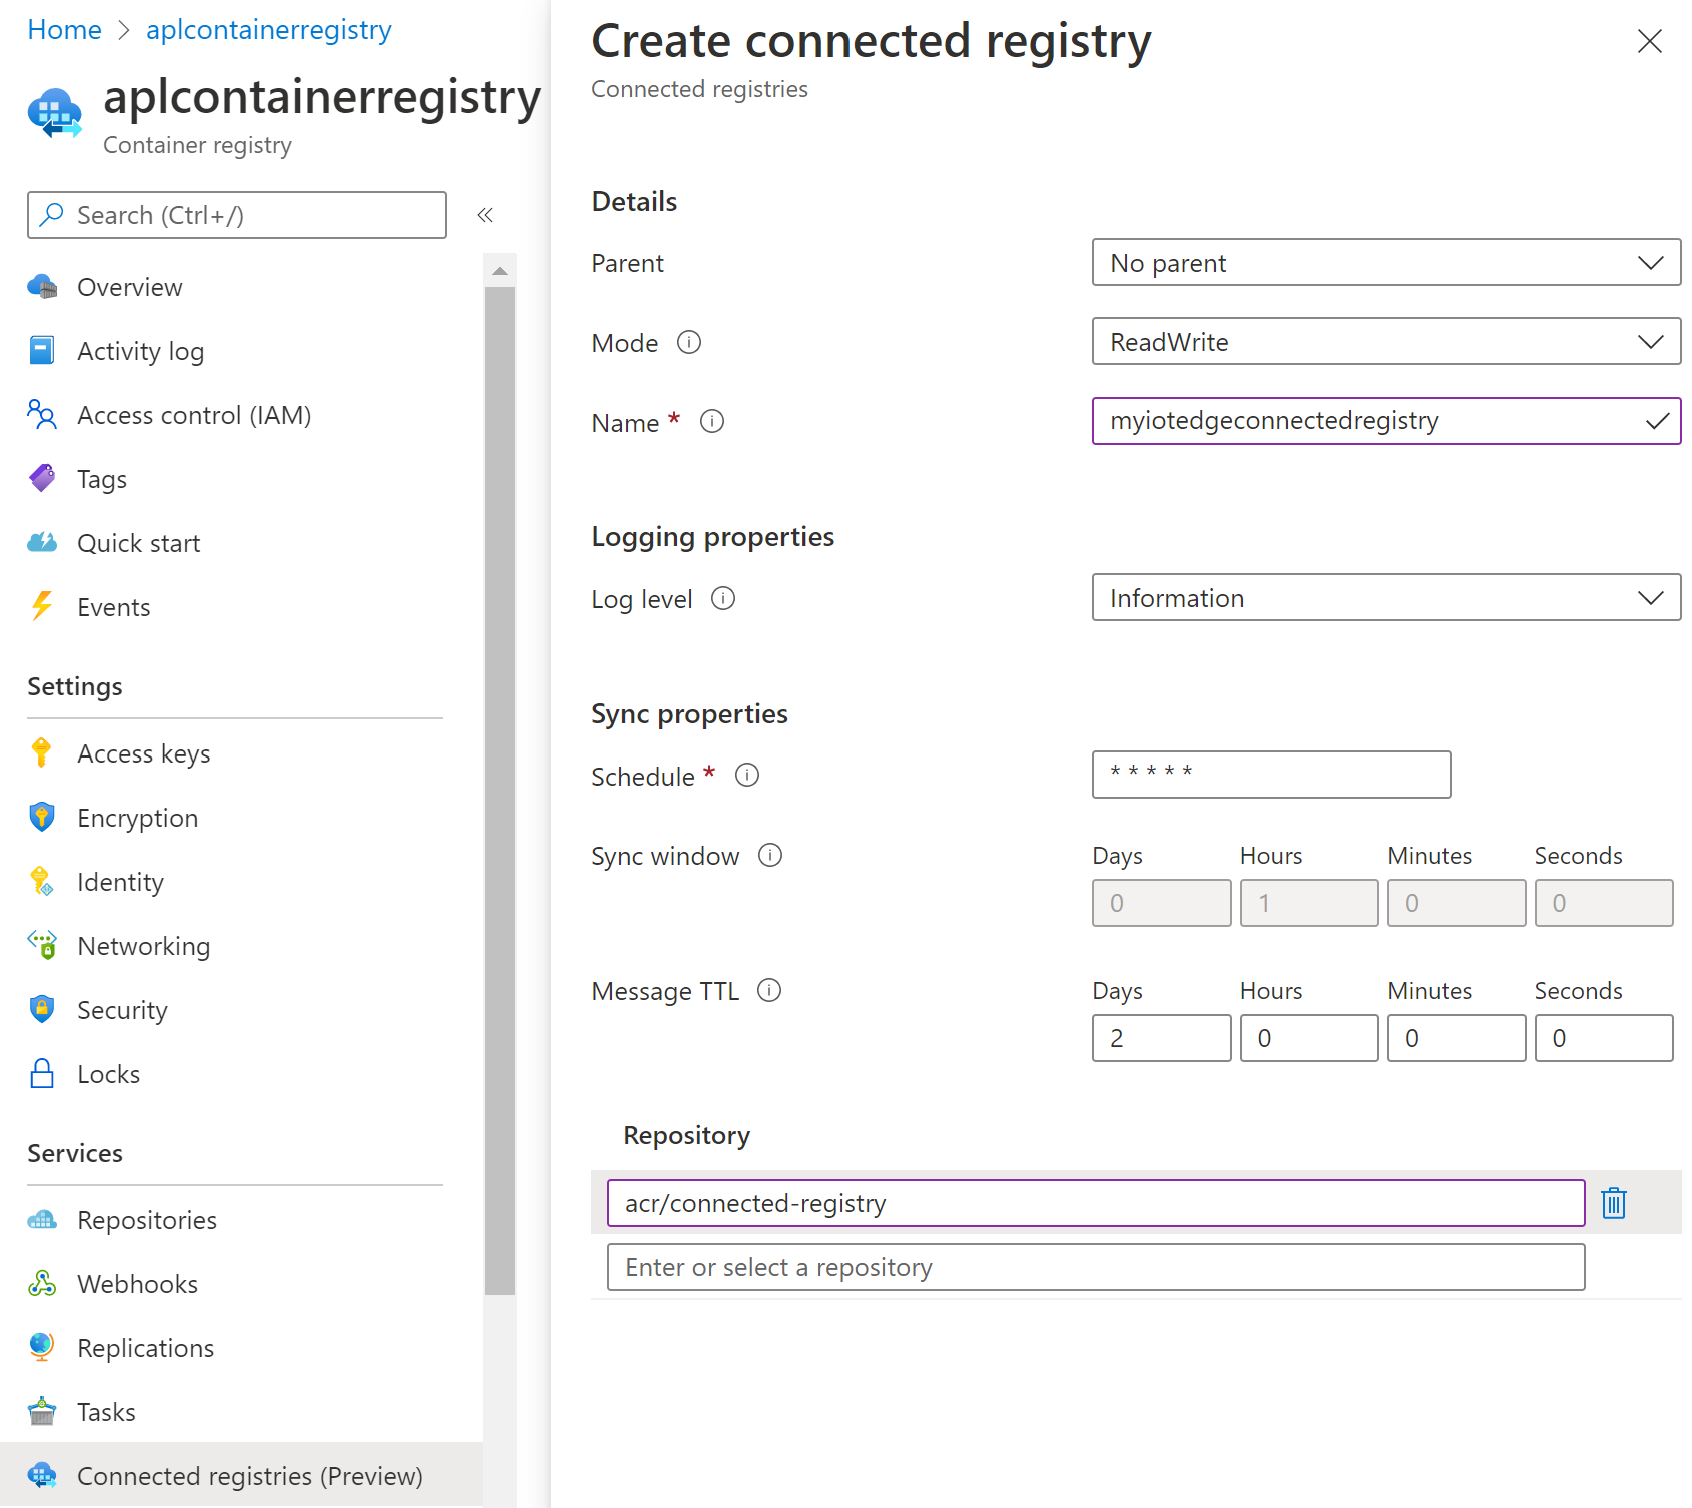 Home > aplcontainerregistry
aplcontainerregistry
Container registry
Search (Ctrl+/)
«
Overview
Activity log
Access control (IAM)
Tags
Quick start
Events
Settings
Access keys
Encryption
Identity
Networking
Security
Locks
Services
Repositories
Webhooks
Replications
Tasks
Connected registries (Preview)
Create connected registry
Connected registries
Details
Parent No parent
Mode ReadWrite
Name * myiotedgeconnectedregistry
Logging properties
Log level Information
Sync properties
Schedule * * * * * *
Sync window Days Hours Minutes Seconds
0 1 0 0
Message TTL Days Hours Minutes Seconds
2 0 0 0
Repository
acr/connected-registry
Enter or select a repository